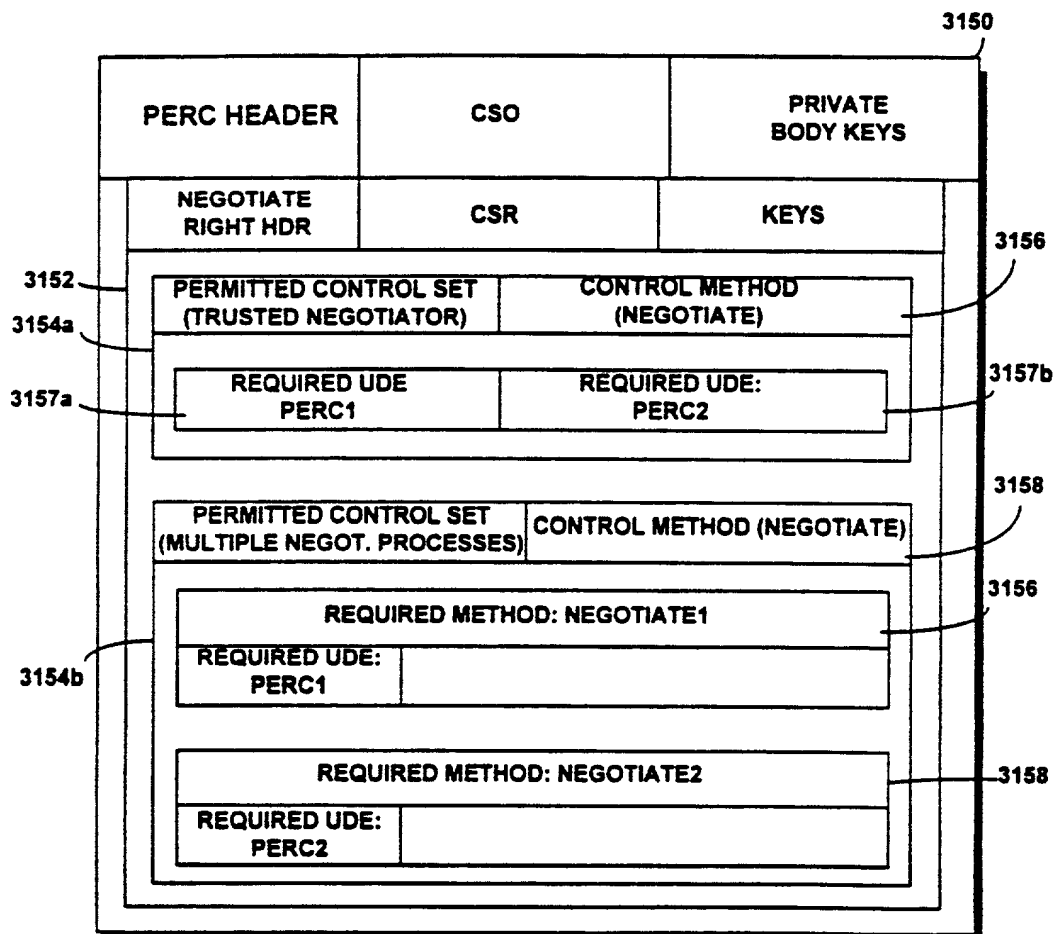 3150
PERC HEADER
CSO
PRIVATE
BODY KEYS
NEGOTIATE
RIGHT HDR
CSR
KEYS
3156
3152
PERMITTED CONTROL SET
(TRUSTED NEGOTIATOR)
CONTROL METHOD
(NEGOTIATE)
3154a
3157a
REQUIRED UDE
PERC1
REQUIRED UDE:
PERC2
3157b
3158
PERMITTED CONTROL SET
(MULTIPLE NEGOT. PROCESSES)
CONTROL METHOD (NEGOTIATE)
3156
REQUIRED METHOD: NEGOTIATE1
3154b
REQUIRED UDE:
PERC1
REQUIRED METHOD: NEGOTIATE2
3158
REQUIRED UDE:
PERC2